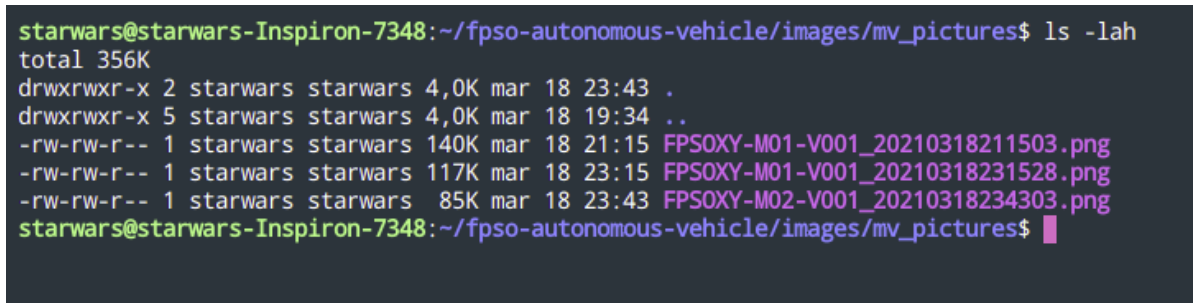 starwars@starwars-Inspiron-7348:~/fpso-autonomous-vehicle/images/mv_pictures$ ls -lah
total 356K
drwxrwxr-x 2 starwars starwars 4,0K mar 18 23:43 .
drwxrwxr-x 5 starwars starwars 4,0K mar 18 19:34 ..
-rw-rw-r-- 1 starwars starwars 140K mar 18 21:15 FPSOXY-M01-V001_20210318211503.png
-rw-rw-r-- 1 starwars starwars 117K mar 18 23:15 FPSOXY-M01-V001_20210318231528.png
-rw-rw-r-- 1 starwars starwars  85K mar 18 23:43 FPSOXY-M02-V001_20210318234303.png
starwars@starwars-Inspiron-7348:~/fpso-autonomous-vehicle/images/mv_pictures$